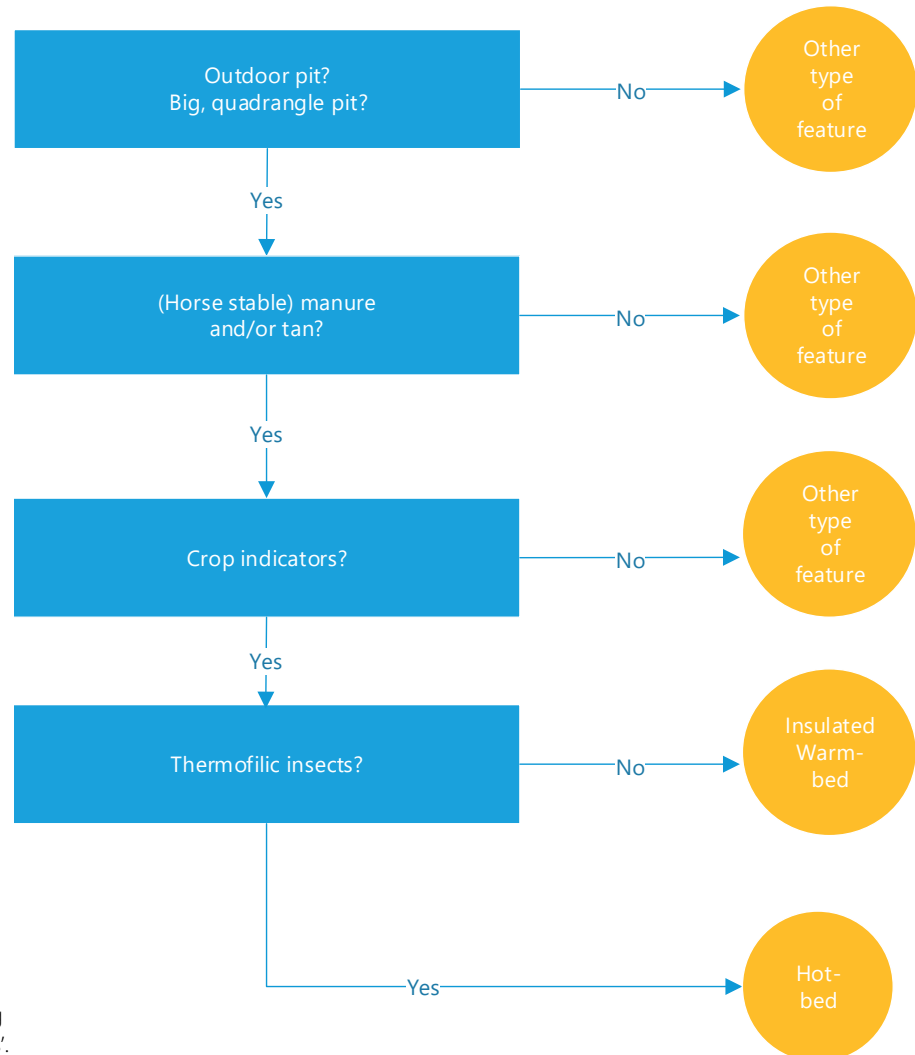 Outdoor pit?
Big, quadrangle pit?
No
Other
type
of
feature
Yes
(Horse stable) manure
and/or tan?
No
Other
type
of
feature
Yes
Crop indicators?
No
Other
type
of
feature
Yes
Thermofilic insects?
No
Insulated
Warm-
bed
Yes
Hot-
bed